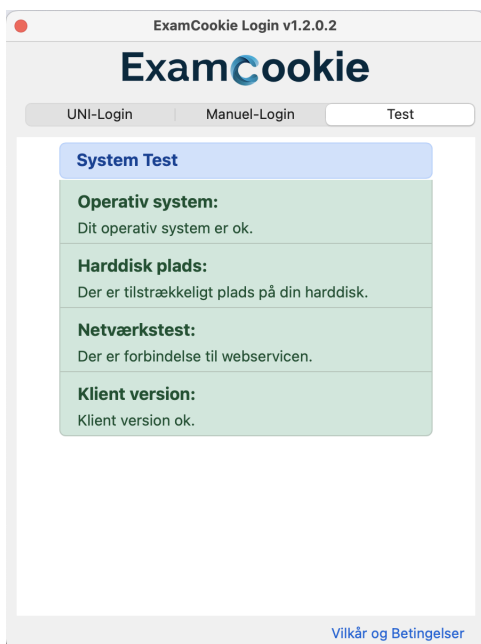 ExamCookie Login v1.2.0.2
ExamCookie
UNI-Login
Manuel-Login
Test
System Test
Operativ system:
Dit operativ system er ok.
Harddisk plads:
Der er tilstrækkeligt plads på din harddisk.
Netværkstest:
Der er forbindelse til webservicen.
Klient version:
Klient version ok.
Vilkår og Betingelser